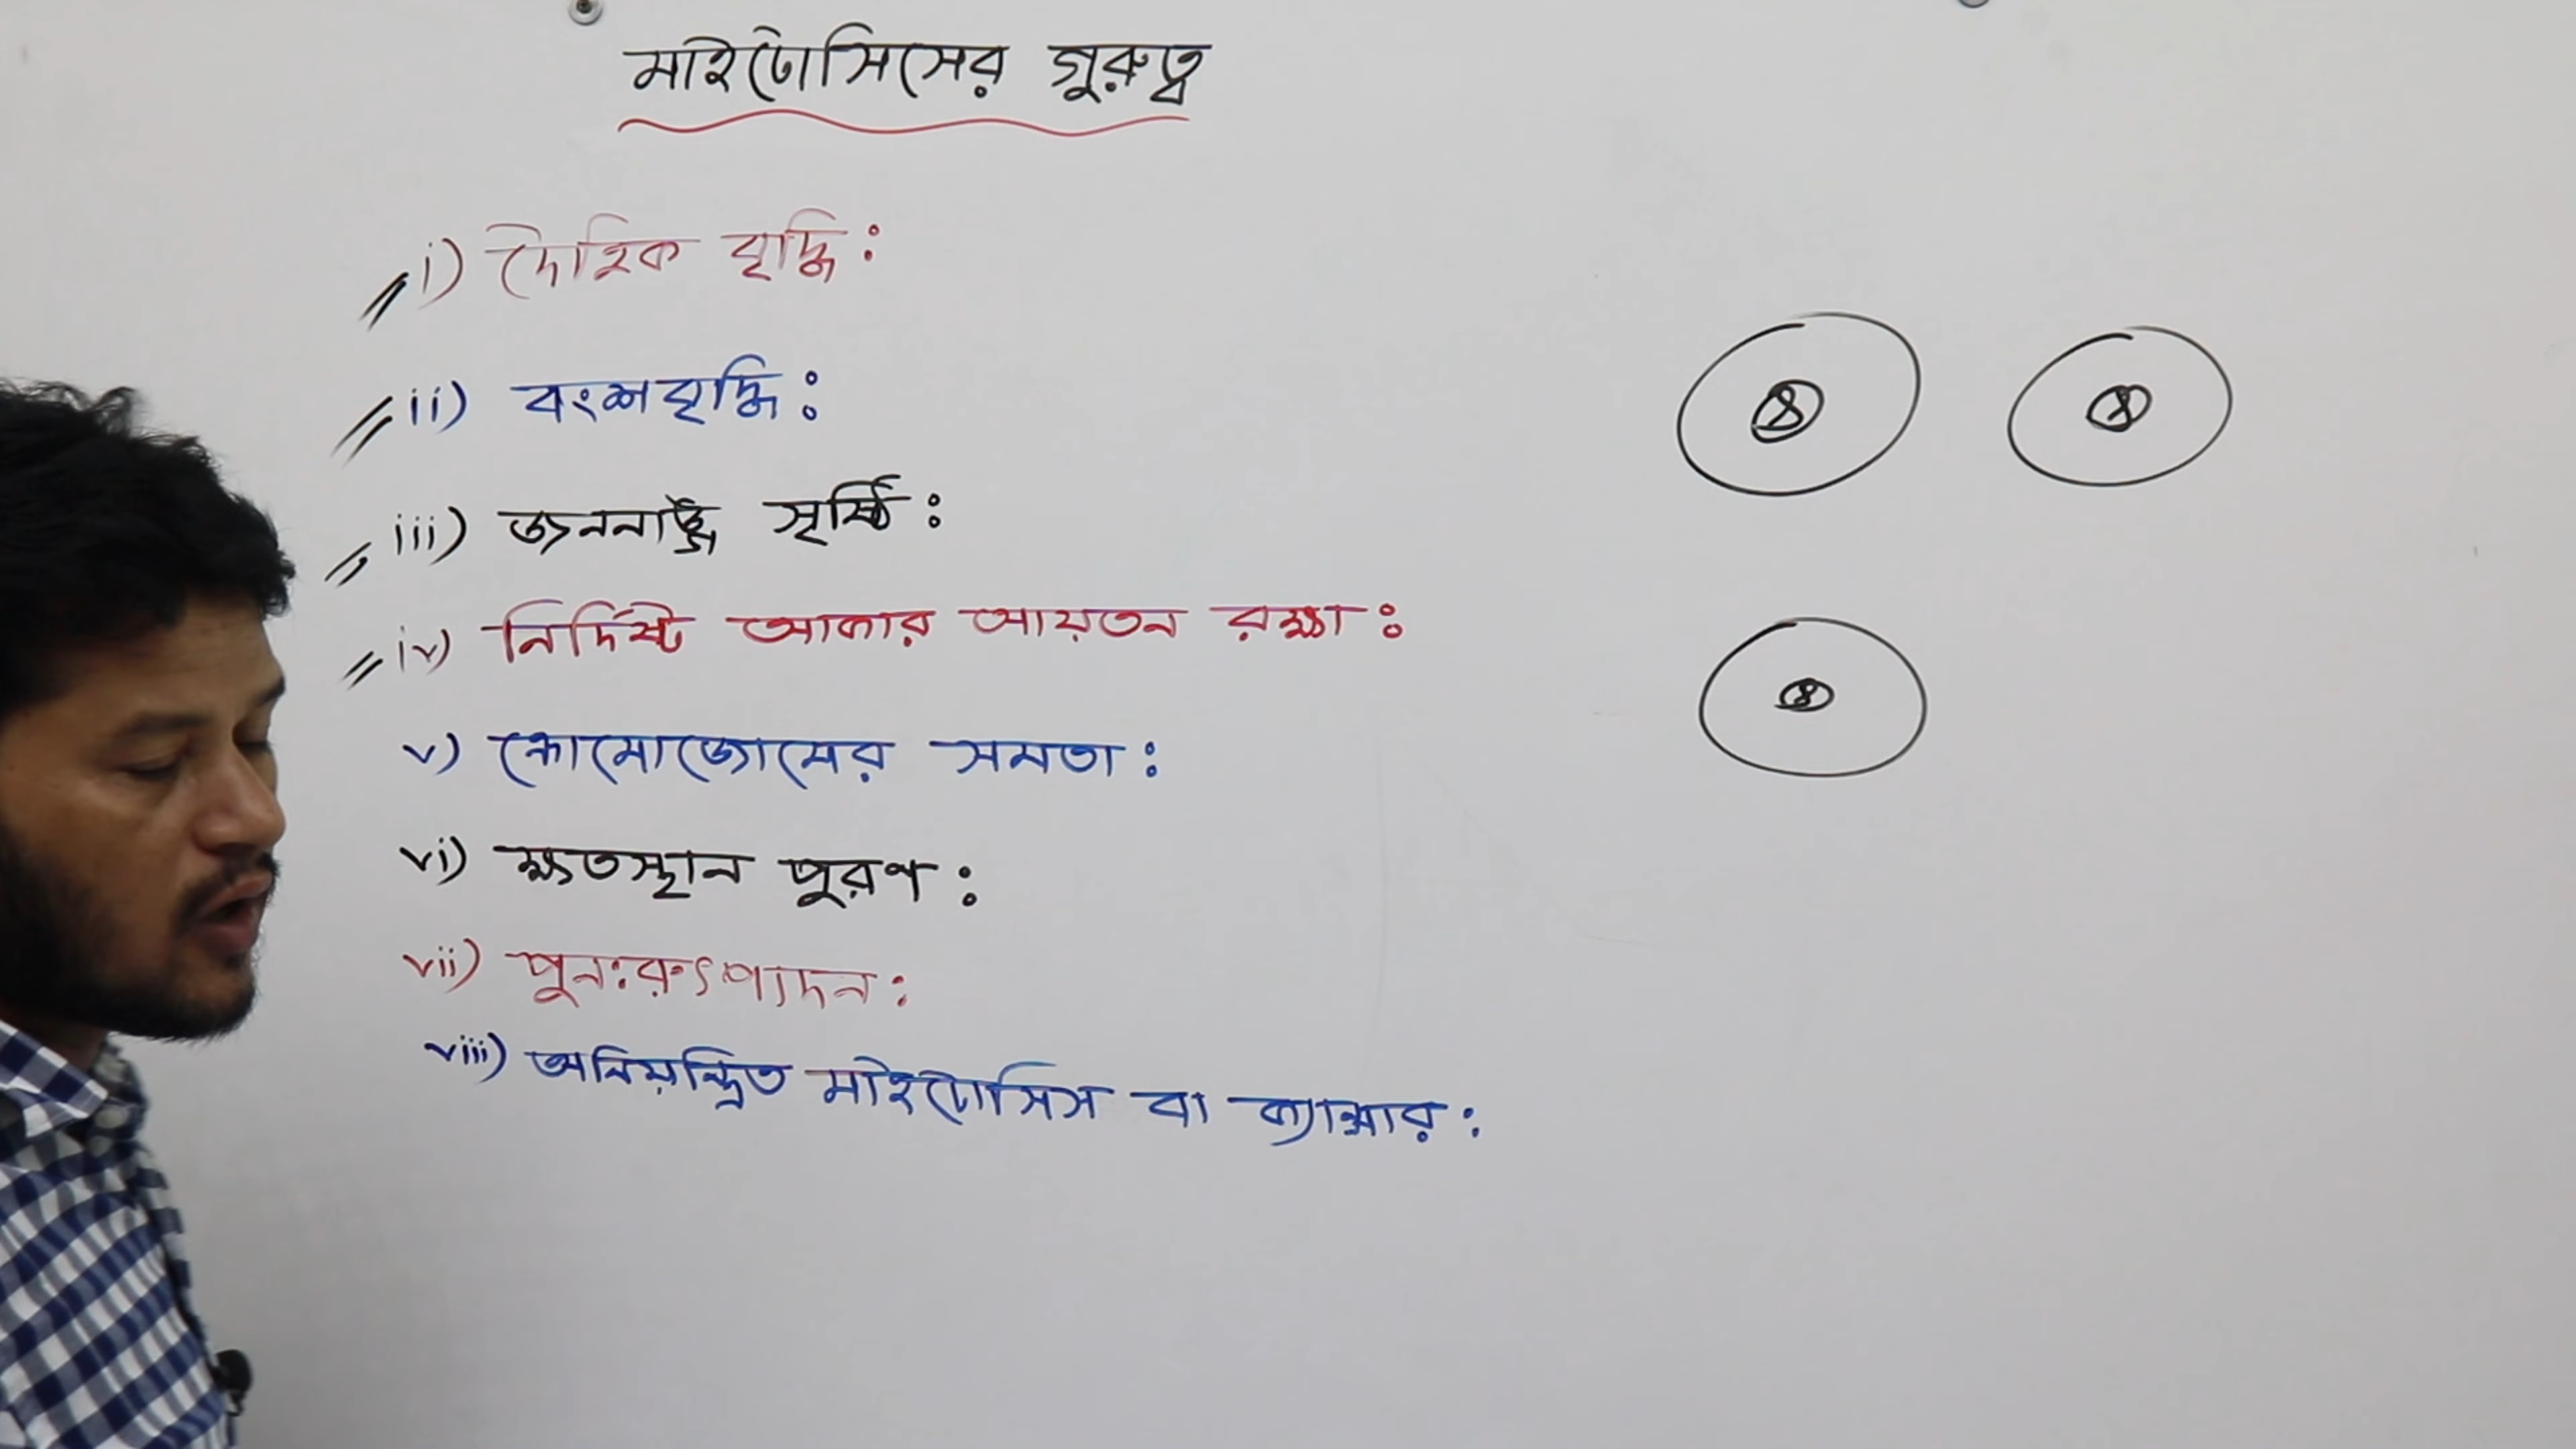 মাইটোসিসের গুরুত্ব
i) দৈহিক বৃদ্ধি:
ii) বংশবৃদ্ধি:
iii) জননাঙ্গ সৃষ্টি:
iv) নির্দিষ্ট আকার আয়তন রক্ষা:
v) ক্রোমোজোমের সমতা:
vi) ক্ষতস্থান পুরণ:
vii) পুনঃরুৎপাদন:
viii) অনিয়ন্ত্রিত মাইটোসিস বা ক্যান্সার: